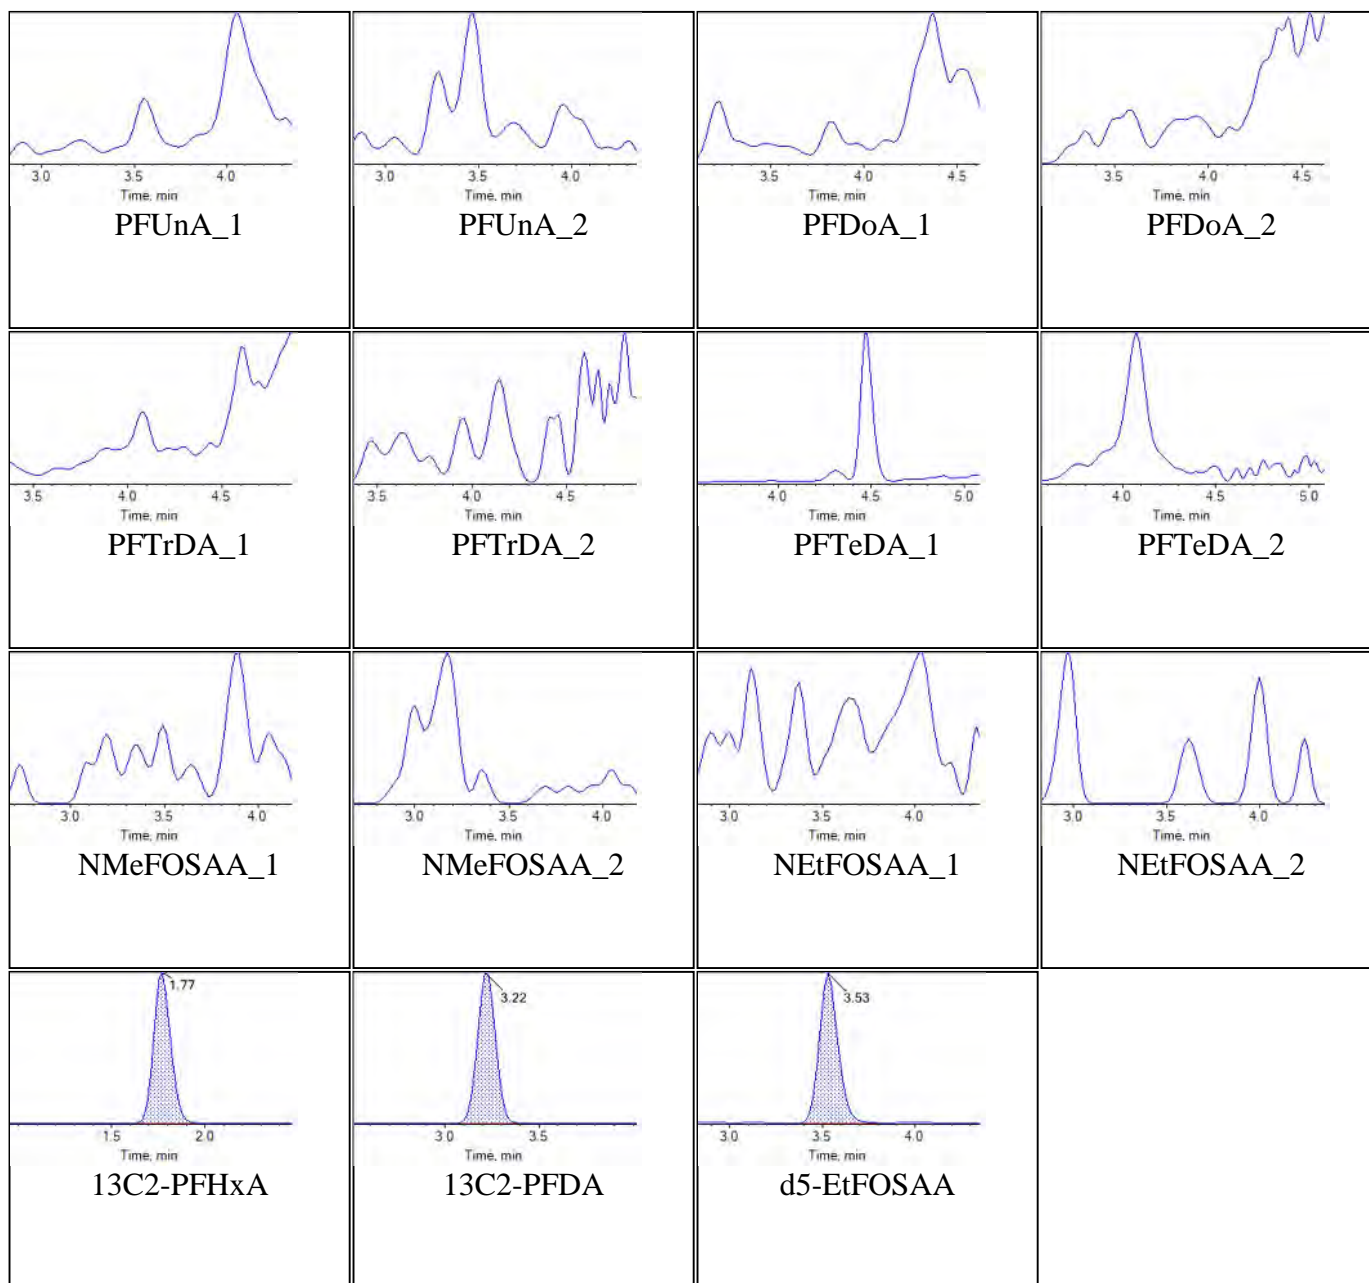 3.0 3.5 4.0
Time, min
PFUnA_1
3.0 3.5 4.0
Time, min
PFUnA_2
3.5 4.0 4.5
Time, min
PFDoA_1
3.5 4.0 4.5
Time, min
PFDoA_2
3.5 4.0 4.5
Time, min
PFTrDA_1
3.5 4.0 4.5
Time, min
PFTrDA_2
4.0 4.5 5.0
Time, min
PFTeDA_1
4.0 4.5 5.0
Time, min
PFTeDA_2
3.0 3.5 4.0
Time, min
NMeFOSAA_1
3.0 3.5 4.0
Time, min
NMeFOSAA_2
3.0 3.5 4.0
Time, min
NEtFOSAA_1
3.0 3.5 4.0
Time, min
NEtFOSAA_2
1.77
1.5 2.0
Time, min
13C2-PFHxA
3.22
3.0 3.5
Time, min
13C2-PFDA
3.53
3.0 3.5 4.0
Time, min
d5-EtFOSAA